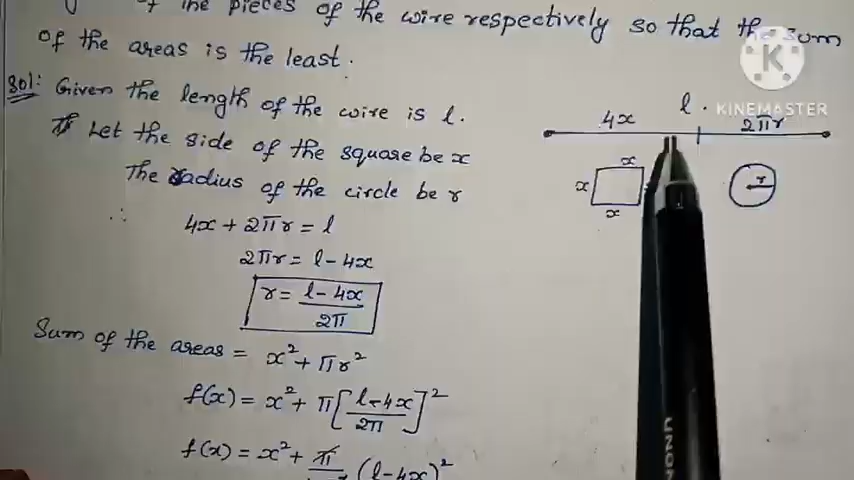 of the pieces of the wire respectively so that the sum
of the areas is the least.
Sol: Given the length of the wire is l.
Let the side of the square be x
The radius of the circle be r
∴ 4x + 2πr = l
2πr = l - 4x
r = (l - 4x)/2π
Sum of the areas = x² + πr²
f(x) = x² + π[(l - 4x)/2π]²
f(x) = x² + π (l - 4x)²
l.
4x
2πr
x
x
x
r
K
KINEMASTER
UNOM